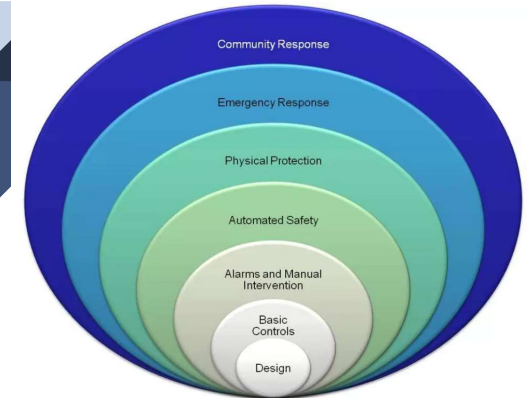 Community Response
Emergency Response
Physical Protection
Automated Safety
Alarms and Manual
Intervention
Basic
Controls
Design